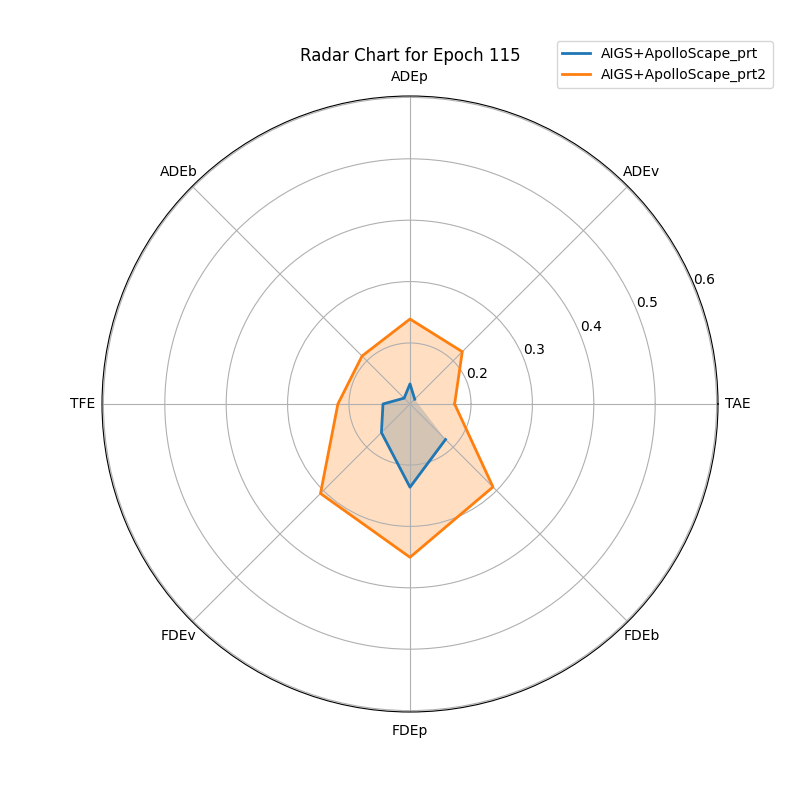 Radar Chart for Epoch 115
AIGS+ApolloScape_prt
AIGS+ApolloScape_prt2
ADEp
ADEb
ADEv
0.6
0.5
0.4
0.3
0.2
TFE
TAE
FDEv
FDEb
FDEp